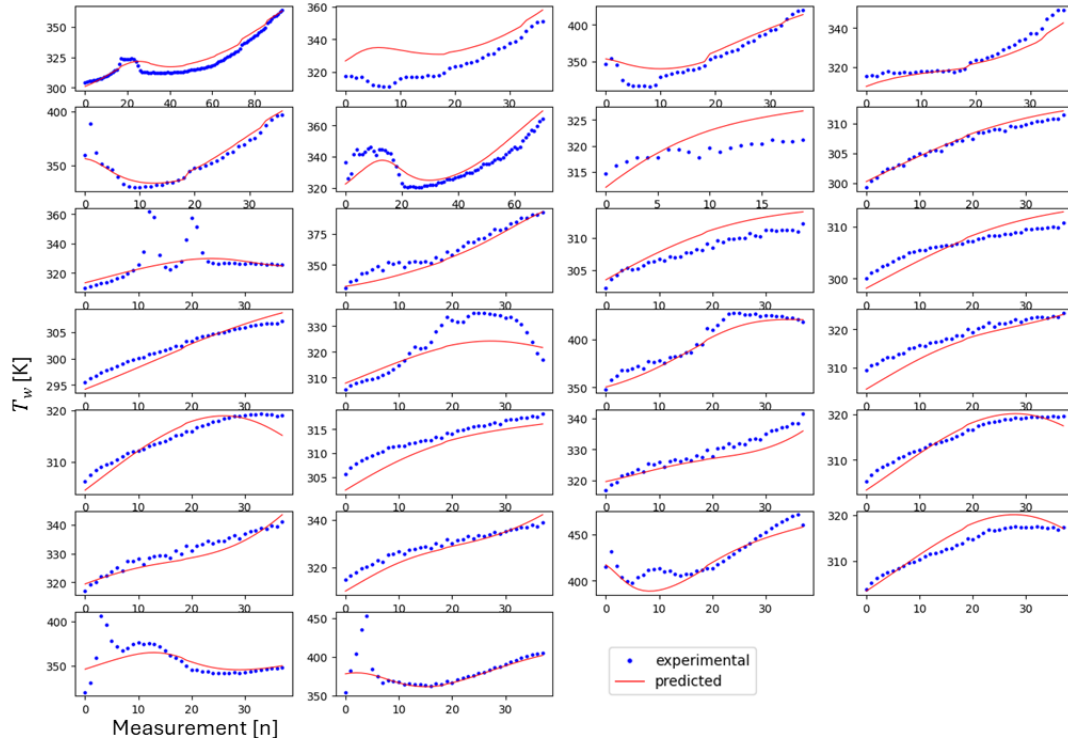 360 360 400 340
350 340 350 320
300 320 0 10 20 30
0 20 40 60 80 0 10 20 30 0 10 20 30
400 360 325 310
350 340 320 305
320 315 300
0 10 20 30 0 20 40 60 0 5 10 15 0 10 20 30
360 375 310 310
340 350 305 300
320
0 10 20 30 0 10 20 30 0 10 20 30 0 10 20 30
305 330 400 320
300 320 350 310
295 310
0 10 20 30 0 10 20 30 0 10 20 30 0 10 20 30
T_w [K]
320 315 340 320
310 305 320 310
0 10 20 30 0 10 20 30 0 10 20 30 0 10 20 30
340 340 450 320
330 320 400 310
320
0 10 20 30 0 10 20 30 0 10 20 30 0 10 20 30
400 450
350 400
350
0 10 20 30 0 10 20 30
experimental
predicted
Measurement [n]